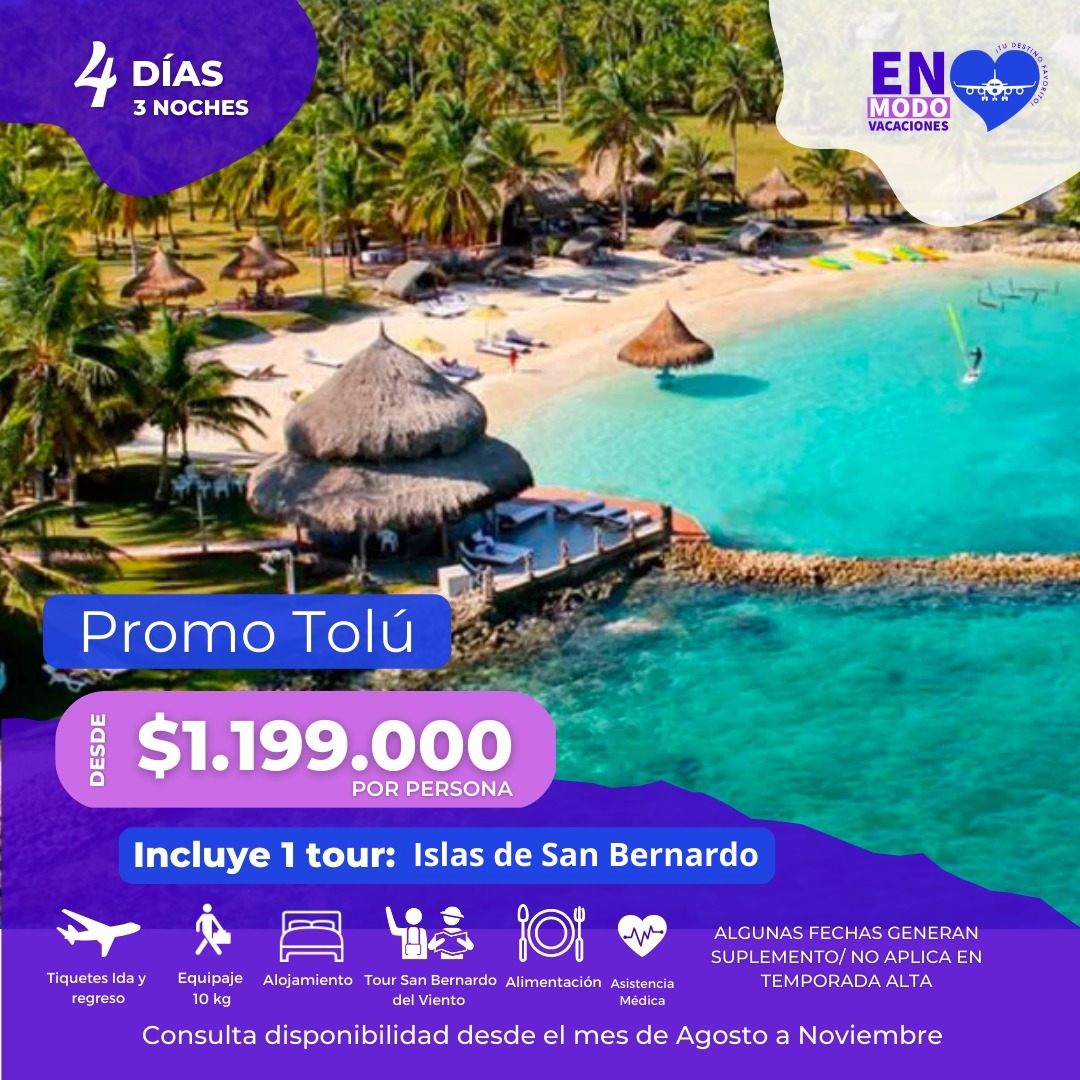 4 DÍAS
3 NOCHES
EN
MODO
VACACIONES
¡TU DESTINO FAVORITO!
Promo Tolú
DESDE
$1.199.000
POR PERSONA
Incluye 1 tour: Islas de San Bernardo
Tiquetes Ida y
regreso
Equipaje
10 kg
Alojamiento
Tour San Bernardo
del Viento
Alimentación
Asistencia
Médica
ALGUNAS FECHAS GENERAN
SUPLEMENTO/ NO APLICA EN
TEMPORADA ALTA
Consulta disponibilidad desde el mes de Agosto a Noviembre